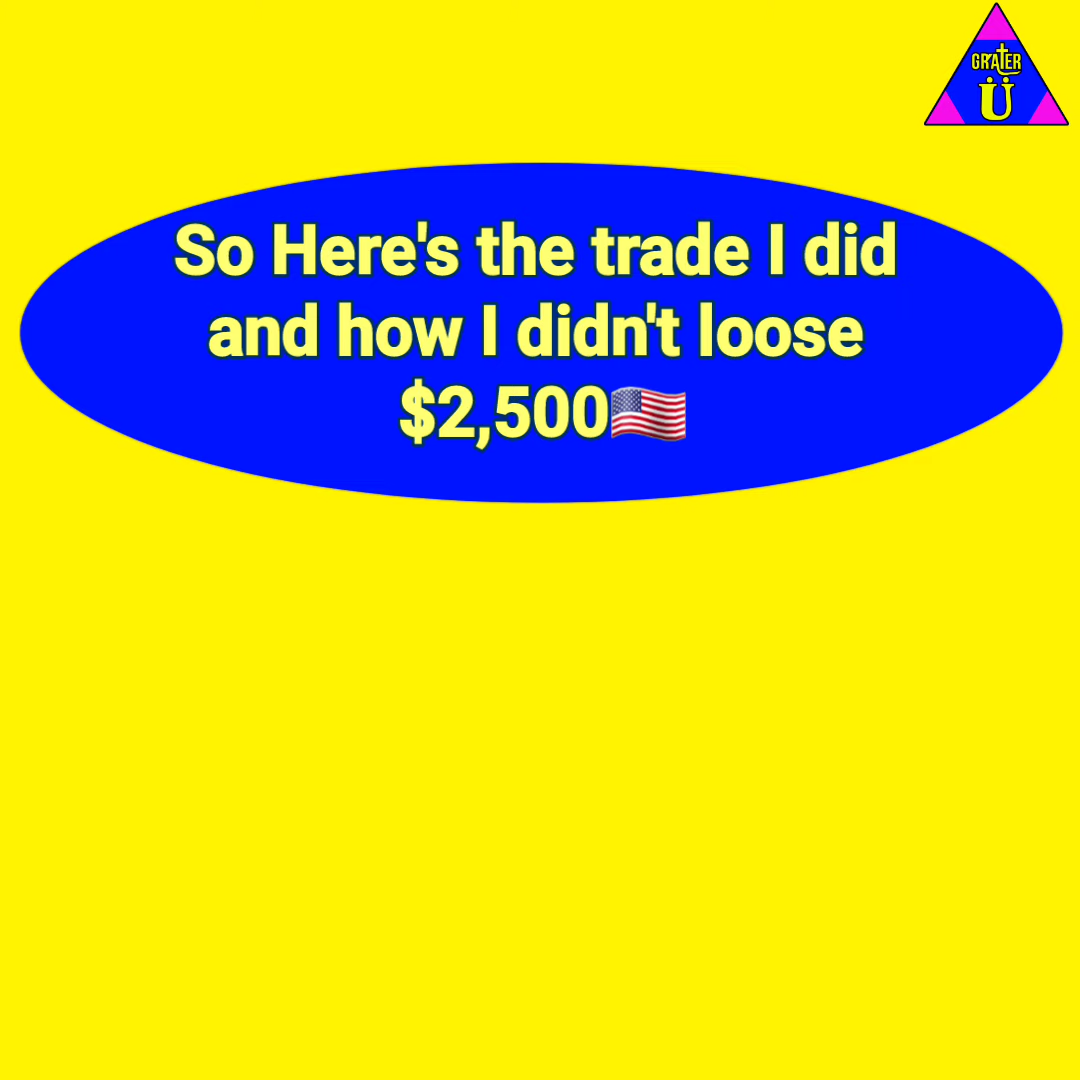 GRATER
Ü
So Here's the trade I did
and how I didn't loose
$2,500🇺🇸